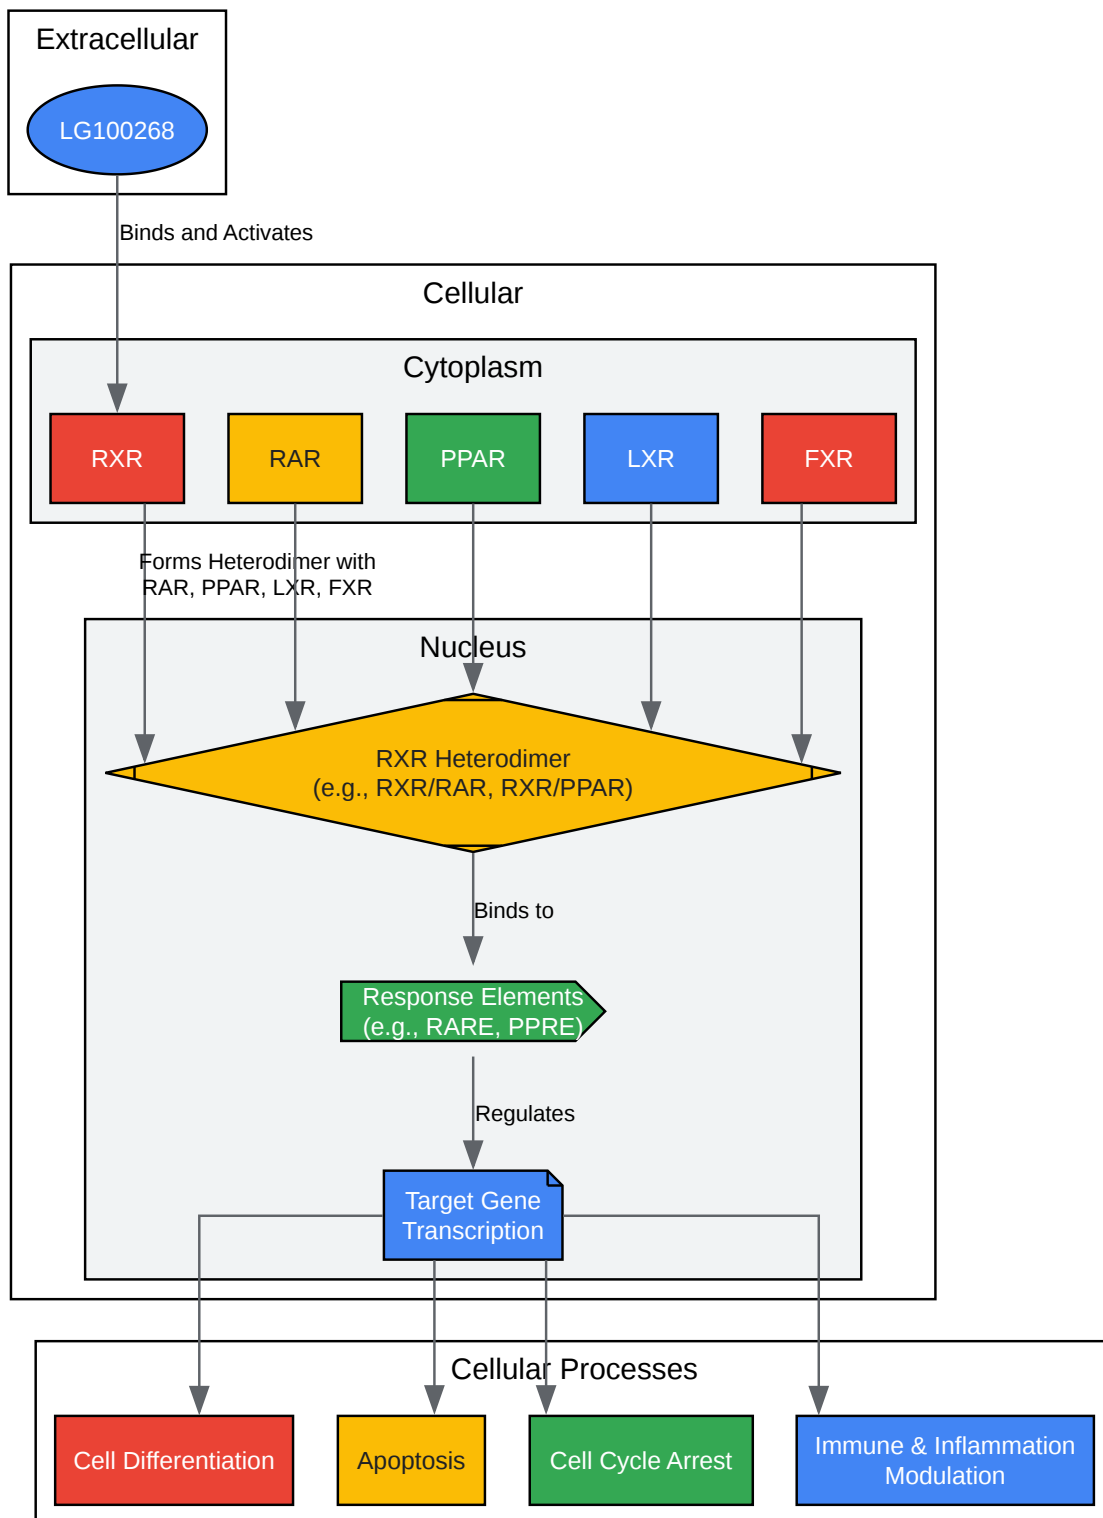 Extracellular
LG100268
Binds and Activates
Cellular
Cytoplasm
RXR
RAR
PPAR
LXR
FXR
Forms Heterodimer with
RAR, PPAR, LXR, FXR
Nucleus
RXR Heterodimer
(e.g., RXR/RAR, RXR/PPAR)
Binds to
Response Elements
(e.g., RARE, PPRE)
Regulates
Target Gene
Transcription
Cellular Processes
Cell Differentiation
Apoptosis
Cell Cycle Arrest
Immune & Inflammation
Modulation